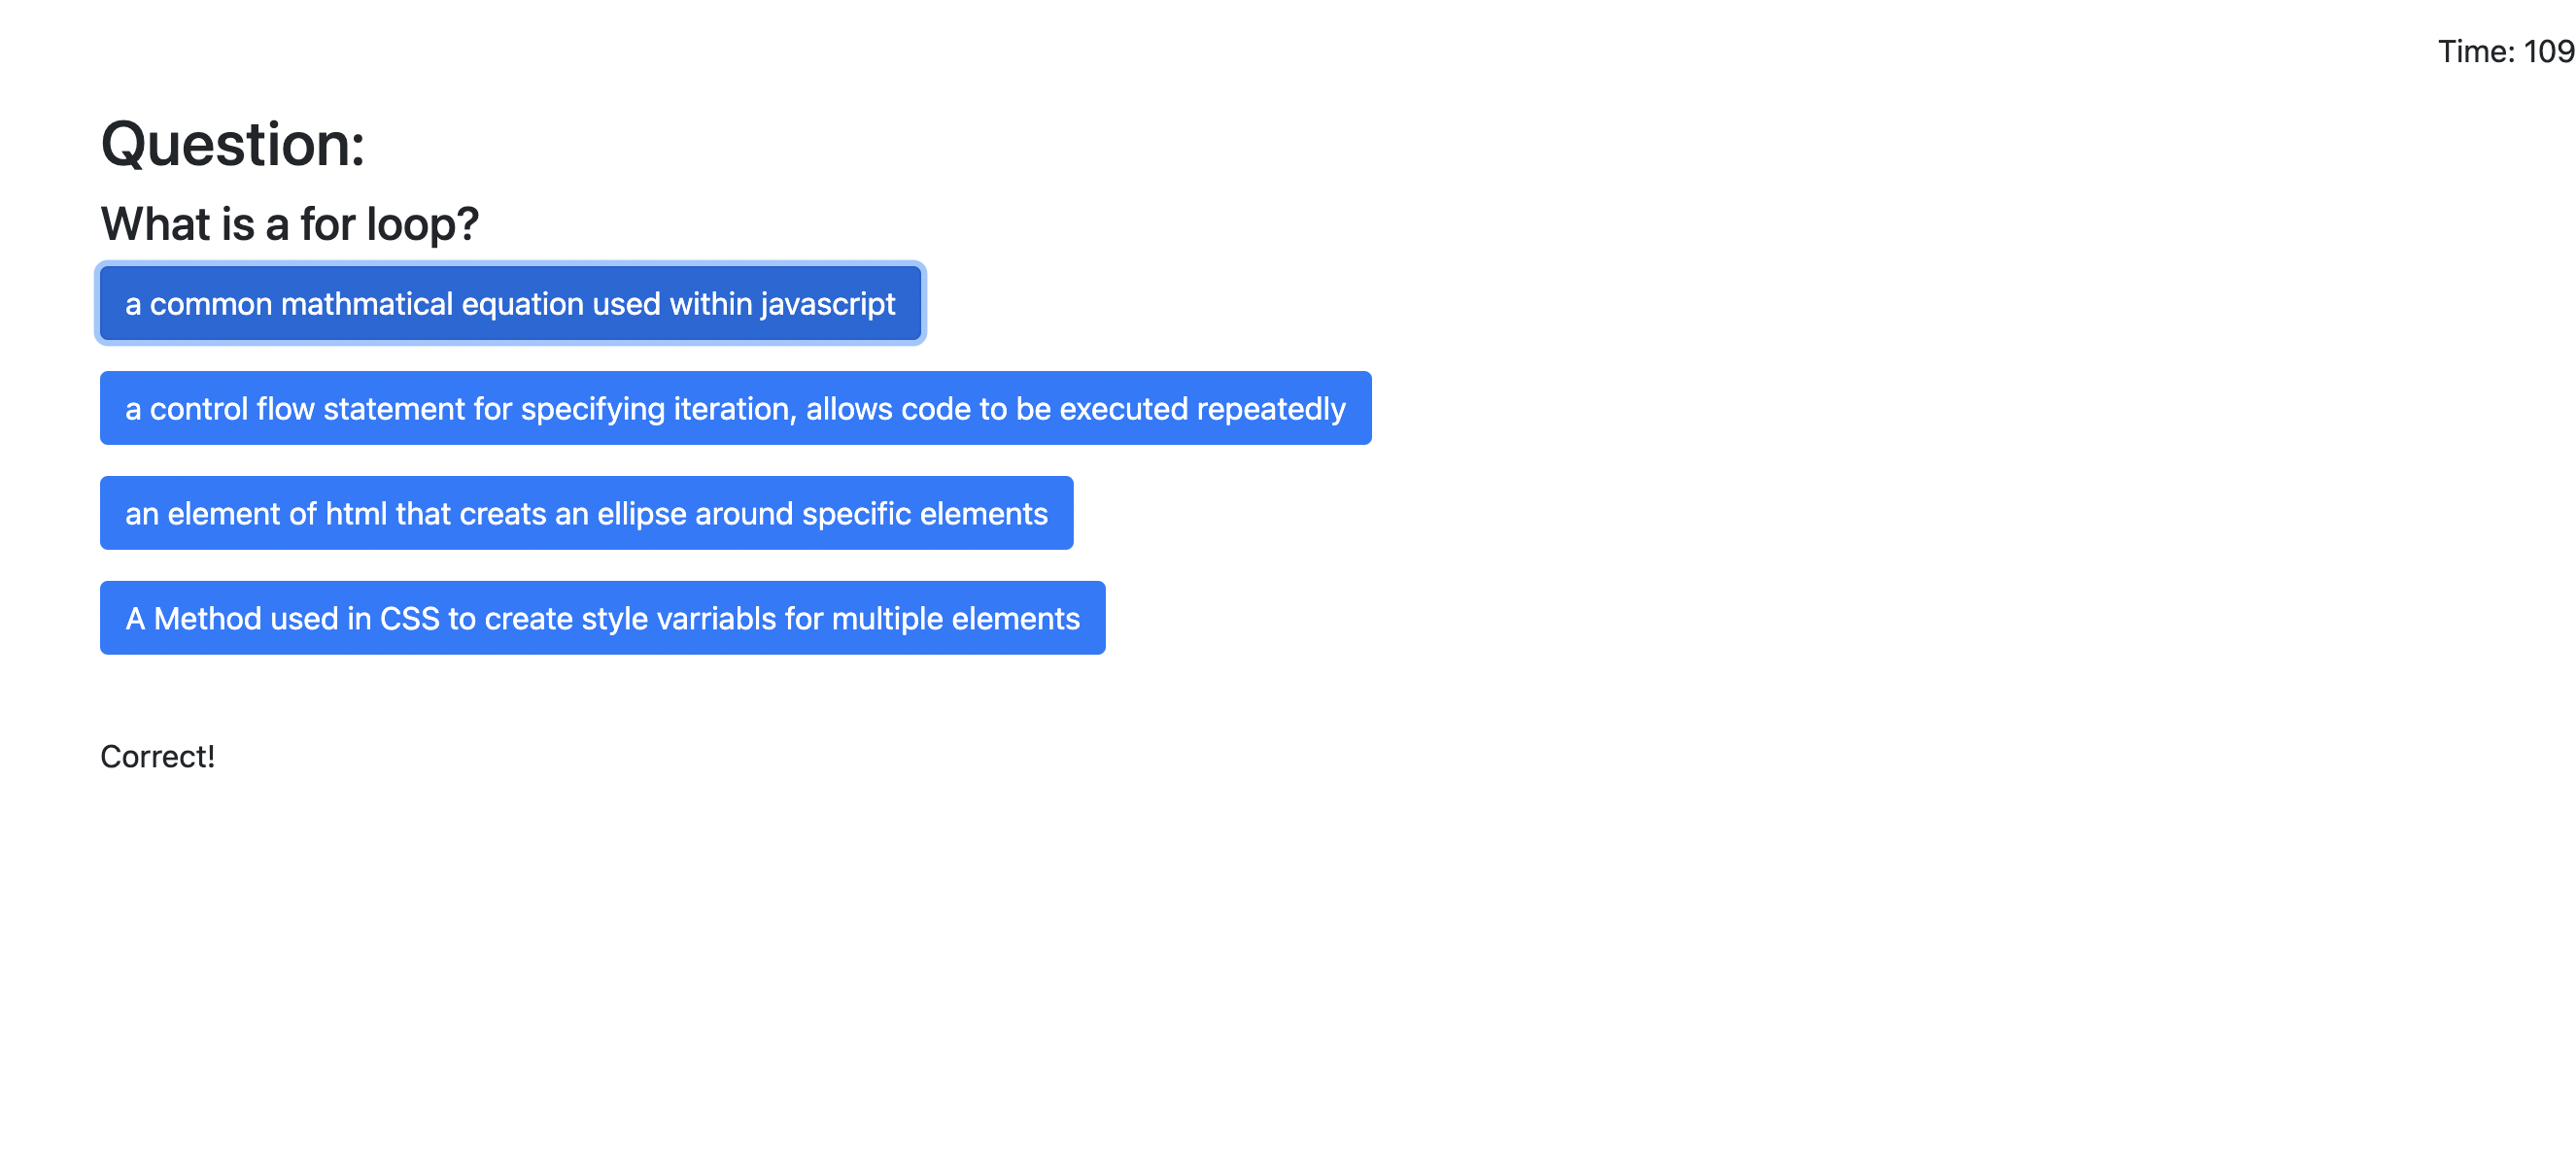 Time: 109
Question:
What is a for loop?
a common mathmatical equation used within javascript
a control flow statement for specifying iteration, allows code to be executed repeatedly
an element of html that creats an ellipse around specific elements
A Method used in CSS to create style varriabls for multiple elements
Correct!